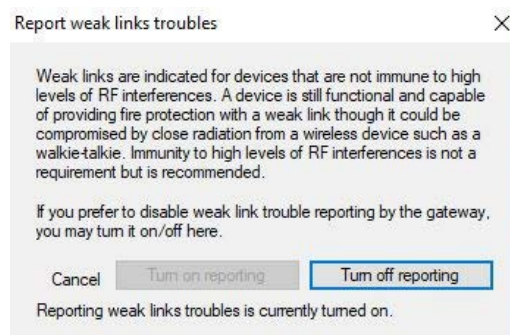 Report weak links troubles
Weak links are indicated for devices that are not immune to high
levels of RF interferences. A device is still functional and capable
of providing fire protection with a weak link though it could be
compromised by close radiation from a wireless device such as a
walkie-talkie. Immunity to high levels of RF interferences is not a
requirement but is recommended.
If you prefer to disable weak link trouble reporting by the gateway,
you may turn it on/off here.
Cancel Turn on reporting Turn off reporting
Reporting weak links troubles is currently turned on.